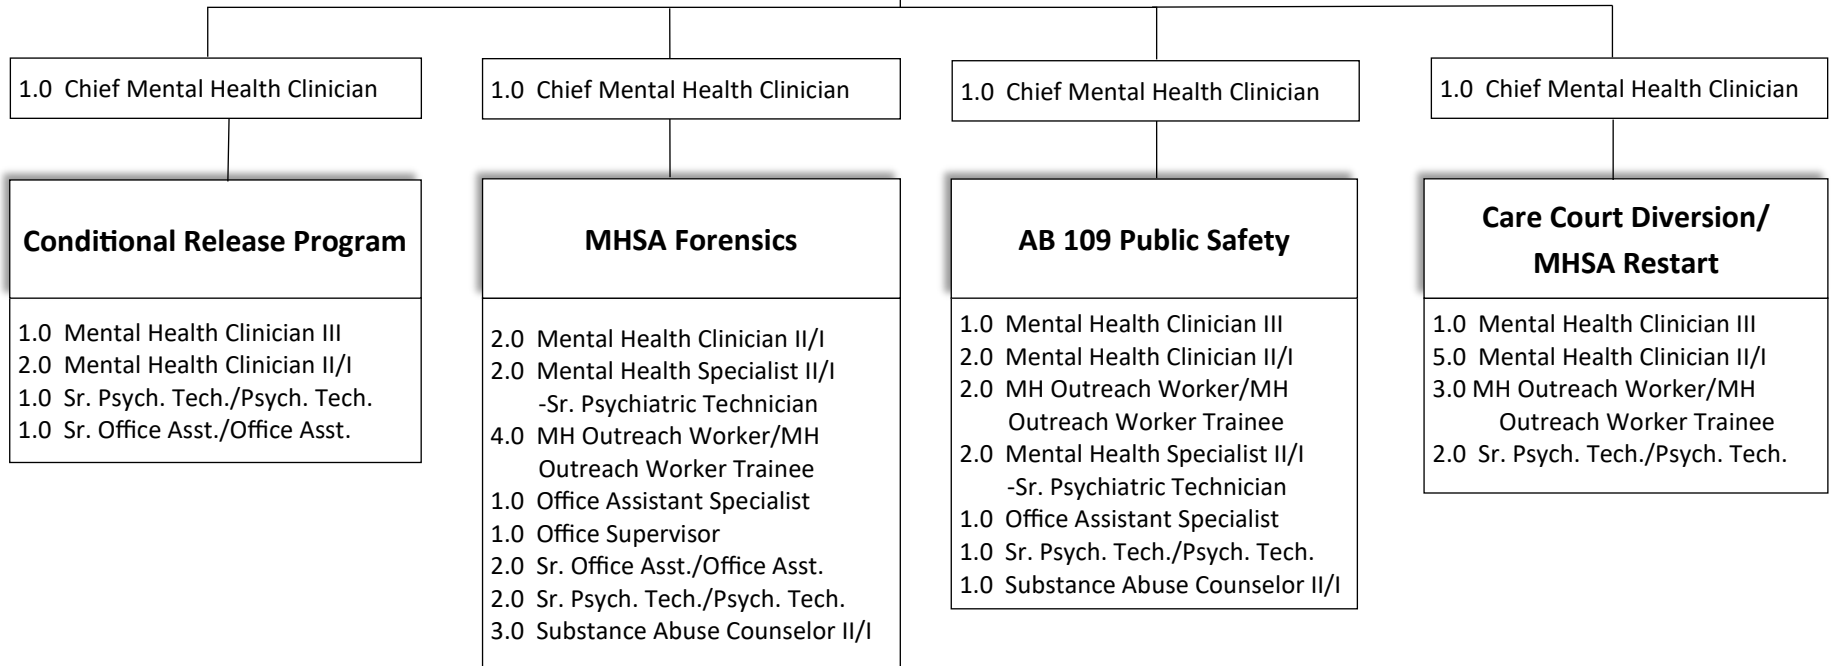 1.0 Chief Mental Health Clinician
Conditional Release Program
1.0 Mental Health Clinician III
2.0 Mental Health Clinician II/I
1.0 Sr. Psych. Tech./Psych. Tech.
1.0 Sr. Office Asst./Office Asst.
1.0 Chief Mental Health Clinician
MHSA Forensics
2.0 Mental Health Clinician II/I
2.0 Mental Health Specialist II/I
-Sr. Psychiatric Technician
4.0 MH Outreach Worker/MH
Outreach Worker Trainee
1.0 Office Assistant Specialist
1.0 Office Supervisor
2.0 Sr. Office Asst./Office Asst.
2.0 Sr. Psych. Tech./Psych. Tech.
3.0 Substance Abuse Counselor II/I
1.0 Chief Mental Health Clinician
AB 109 Public Safety
1.0 Mental Health Clinician III
2.0 Mental Health Clinician II/I
2.0 MH Outreach Worker/MH
Outreach Worker Trainee
2.0 Mental Health Specialist II/I
-Sr. Psychiatric Technician
1.0 Office Assistant Specialist
1.0 Sr. Psych. Tech./Psych. Tech.
1.0 Substance Abuse Counselor II/I
1.0 Chief Mental Health Clinician
Care Court Diversion/
MHSA Restart
1.0 Mental Health Clinician III
5.0 Mental Health Clinician II/I
3.0 MH Outreach Worker/MH
Outreach Worker Trainee
2.0 Sr. Psych. Tech./Psych. Tech.